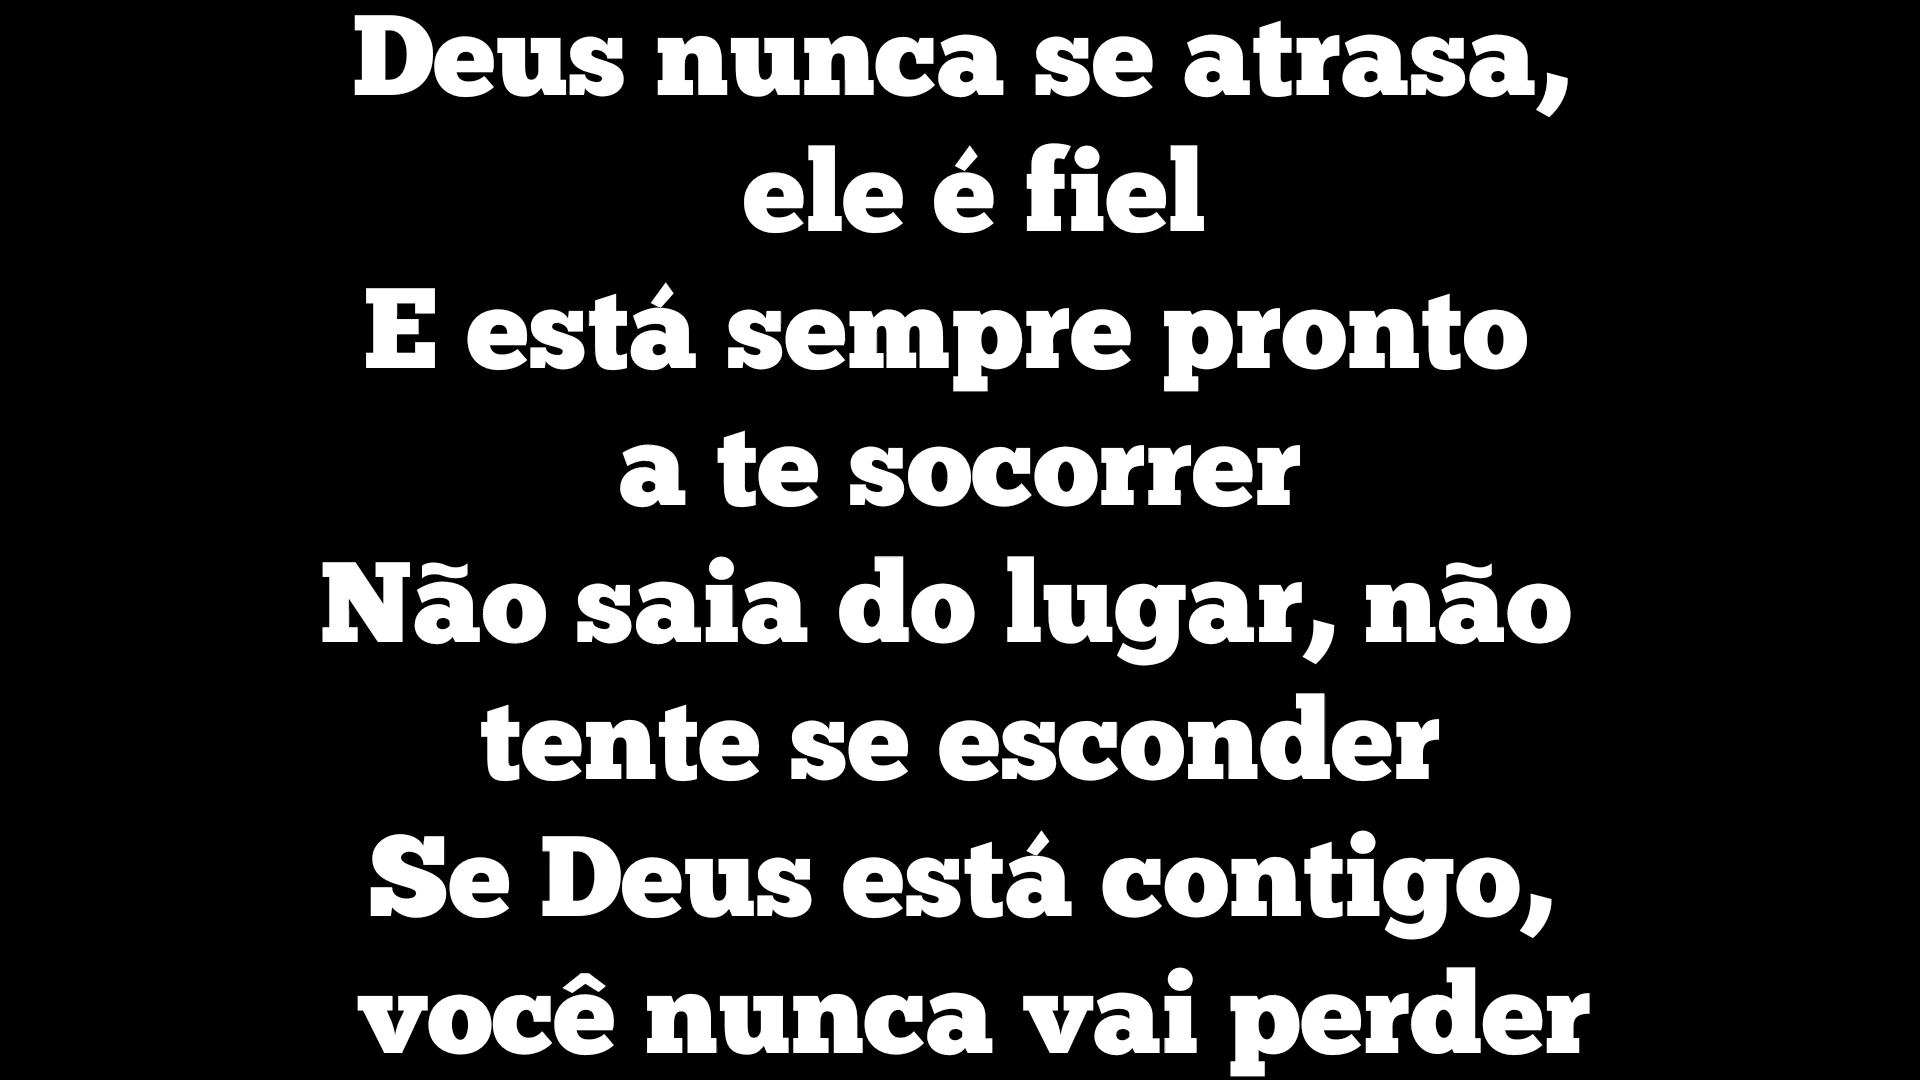 Deus nunca se atrasa,
ele é fiel
E está sempre pronto
a te socorrer
Não saia do lugar, não
tente se esconder
Se Deus está contigo,
você nunca vai perder